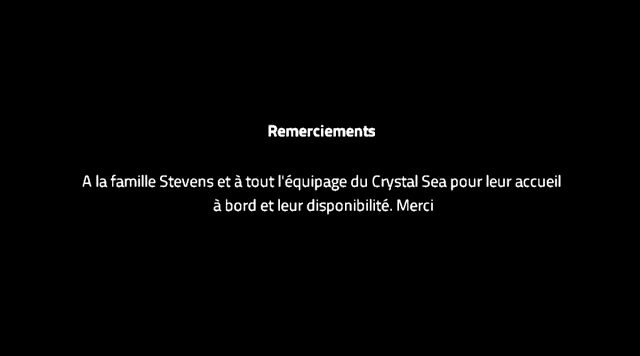 Remerciements
A la famille Stevens et à tout l'équipage du Crystal Sea pour leur accueil
à bord et leur disponibilité. Merci